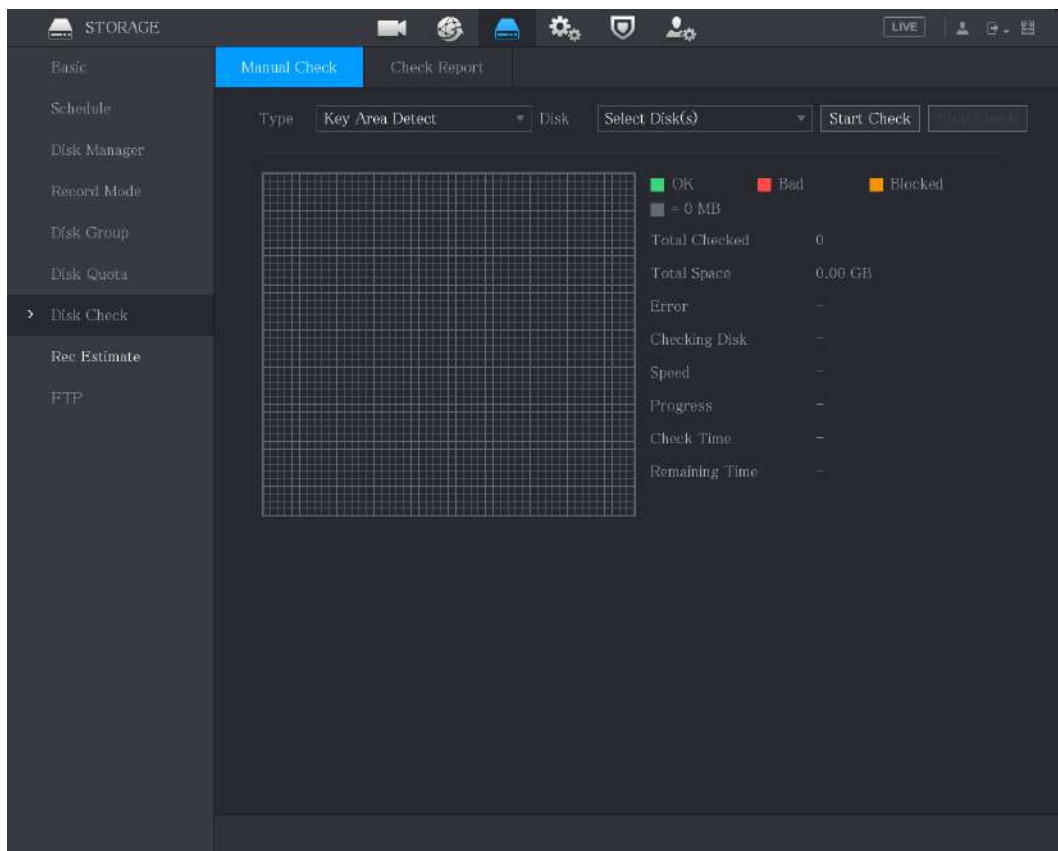 STORAGE LIVE
Basic
Manual Check Check Report
Schedule
Type Key Area Detect Disk Select Disk(s) Start Check Stop Check
Disk Manager
Record Mode
OK Bad Blocked
= 0 MB
Disk Group
Total Checked 0
Disk Quota
Total Space 0.00 GB
Error -
Disk Check
Checking Disk -
Rec Estimate
Speed -
FTP
Progress -
Check Time -
Remaining Time -